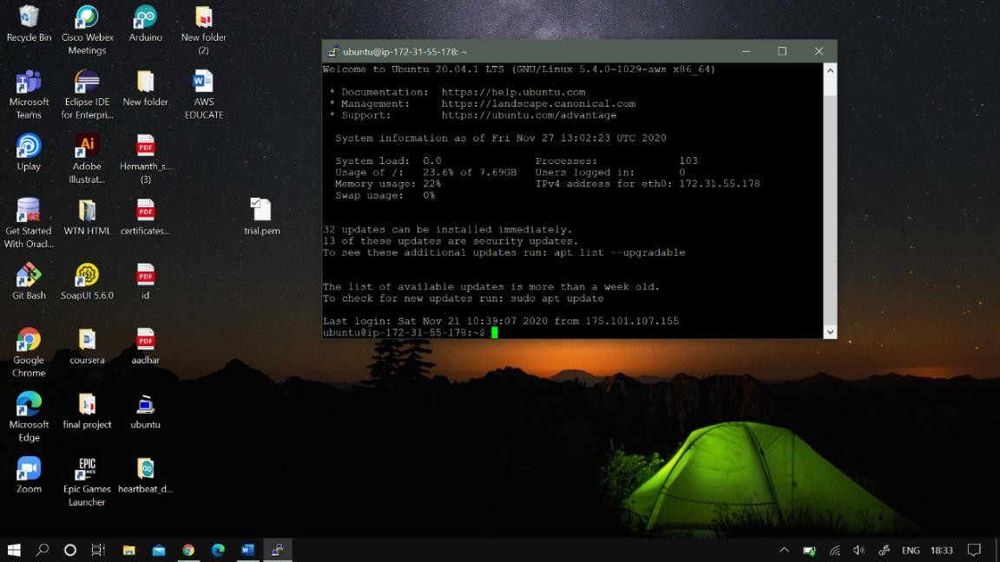 Recycle Bin
Cisco Webex
Meetings
Arduino
New folder
(2)
Microsoft
Teams
Eclipse IDE
for Enterpri...
New folder
AWS
EDUCATE
Uplay
Ai
Adobe
Illustrat...
PDF
Hemanth_s...
(3)
Get Started
With Oracl...
WTN HTML
PDF
certificates...
trial.pem
Git Bash
SoapUI 5.6.0
PDF
id
Google
Chrome
coursera
PDF
aadhar
Microsoft
Edge
final project
ubuntu
Zoom
EPIC
GAMES
Epic Games
Launcher
heartbeat_d...
ubuntu@ip-172-31-55-178: ~
Welcome to Ubuntu 20.04.1 LTS (GNU/Linux 5.4.0-1029-aws x86_64)
* Documentation: https://help.ubuntu.com
* Management: https://landscape.canonical.com
* Support: https://ubuntu.com/advantage
System information as of Fri Nov 27 13:02:23 UTC 2020
System load: 0.0 Processes: 103
Usage of /: 23.6% of 7.69GB Users logged in: 0
Memory usage: 22% IPv4 address for eth0: 172.31.55.178
Swap usage: 0%
32 updates can be installed immediately.
13 of these updates are security updates.
To see these additional updates run: apt list --upgradable
The list of available updates is more than a week old.
To check for new updates run: sudo apt update
Last login: Sat Nov 21 10:39:07 2020 from 175.101.107.155
ubuntu@ip-172-31-55-178:~$
ENG
18:33